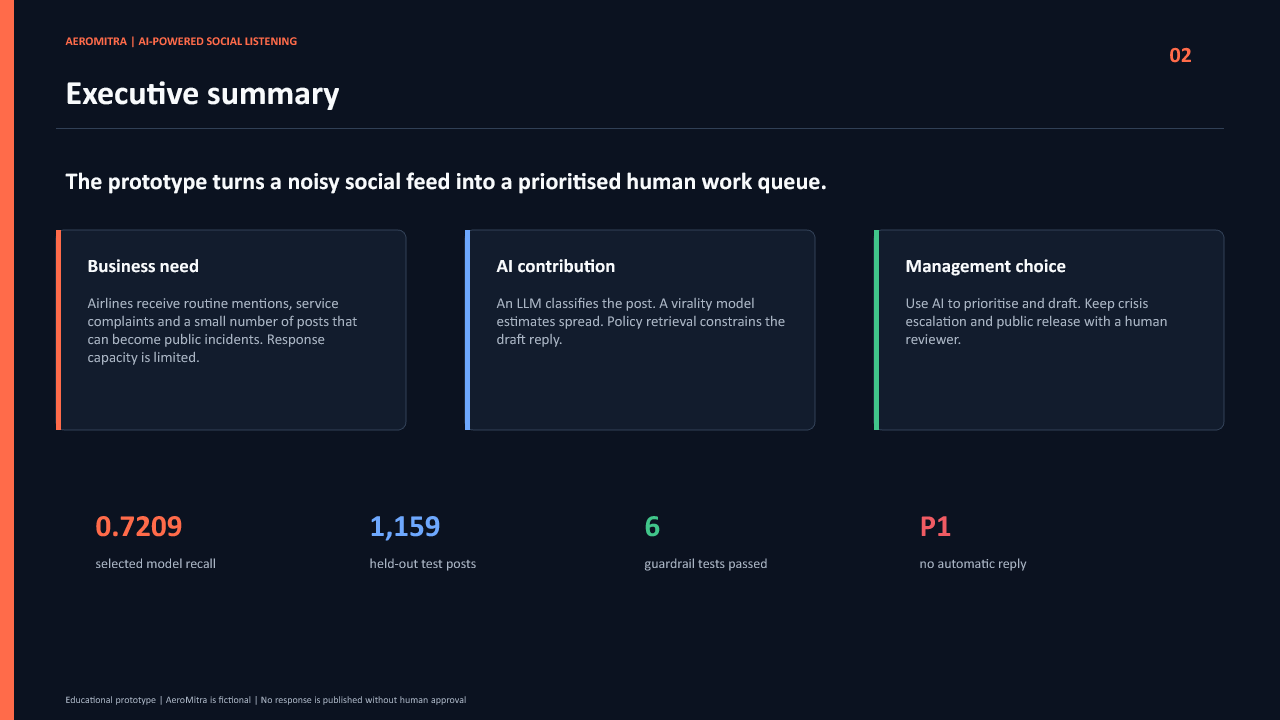 AEROMITRA | AI-POWERED SOCIAL LISTENING
02
Executive summary
The prototype turns a noisy social feed into a prioritised human work queue.
Business need
Airlines receive routine mentions, service
complaints and a small number of posts that
can become public incidents. Response
capacity is limited.
AI contribution
An LLM classifies the post. A virality model
estimates spread. Policy retrieval constrains the
draft reply.
Management choice
Use AI to prioritise and draft. Keep crisis
escalation and public release with a human
reviewer.
0.7209
selected model recall
1,159
held-out test posts
6
guardrail tests passed
P1
no automatic reply
Educational prototype | AeroMitra is fictional | No response is published without human approval